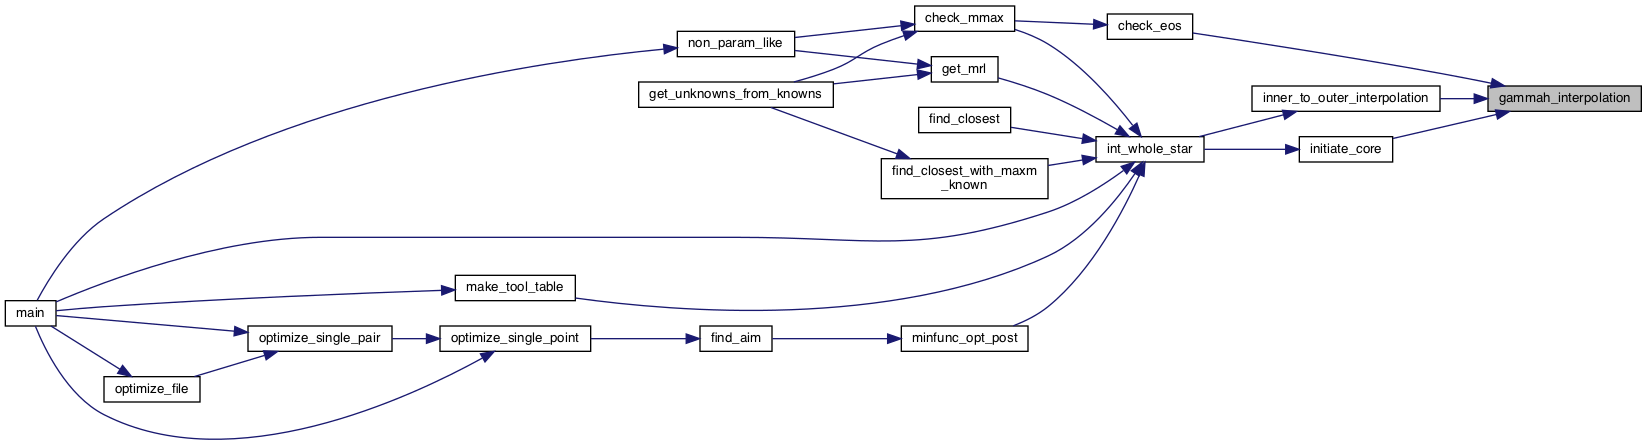 check_mmax
check_eos
non_param_like
get_mrl
get_unknowns_from_knowns
inner_to_outer_interpolation
gammah_interpolation
find_closest
int_whole_star
initiate_core
find_closest_with_maxm
_known
make_tool_table
main
optimize_single_pair
optimize_single_point
find_aim
minfunc_opt_post
optimize_file